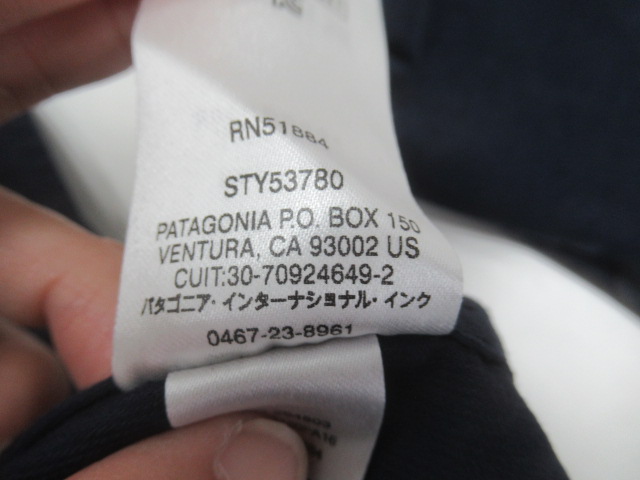 RN51884
STY53780
PATAGONIA P.O. BOX 150
VENTURA, CA 93002 US
CUIT:30-70924649-2
パタゴニア・インターナショナル・インク
0467-23-8961